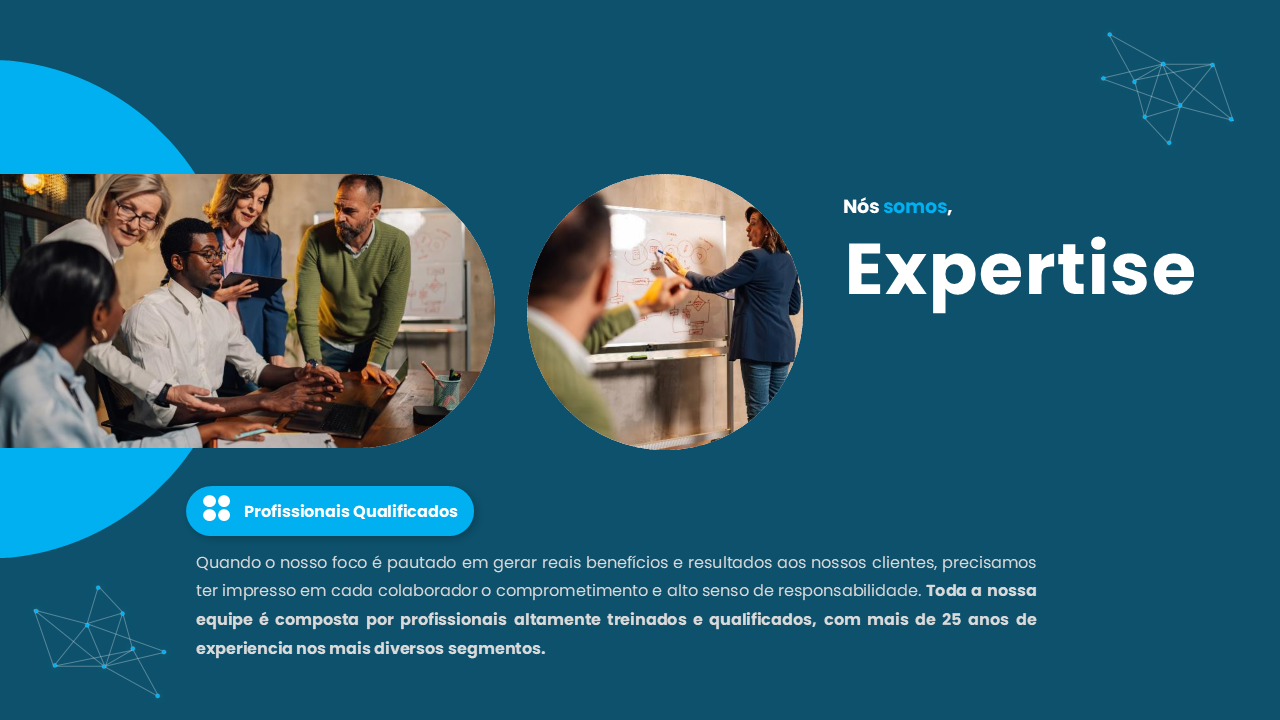 Nós somos,
Expertise
Profissionais Qualificados
Quando o nosso foco é pautado em gerar reais benefícios e resultados aos nossos clientes, precisamos
ter impresso em cada colaborador o comprometimento e alto senso de responsabilidade. Toda a nossa
equipe é composta por profissionais altamente treinados e qualificados, com mais de 25 anos de
experiencia nos mais diversos segmentos.